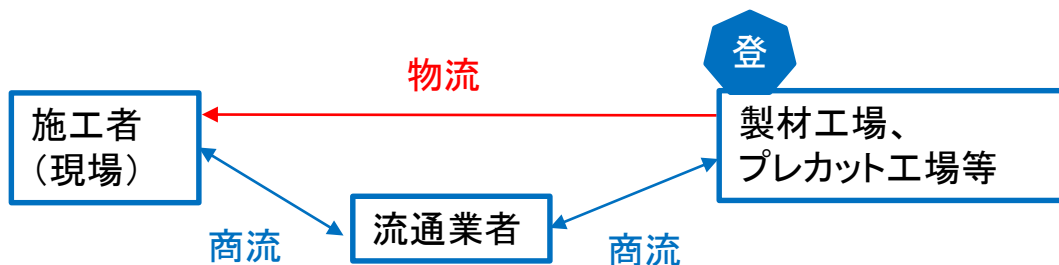 登
物流
施工者
（現場）
製材工場、
プレカット工場等
流通業者
商流
商流